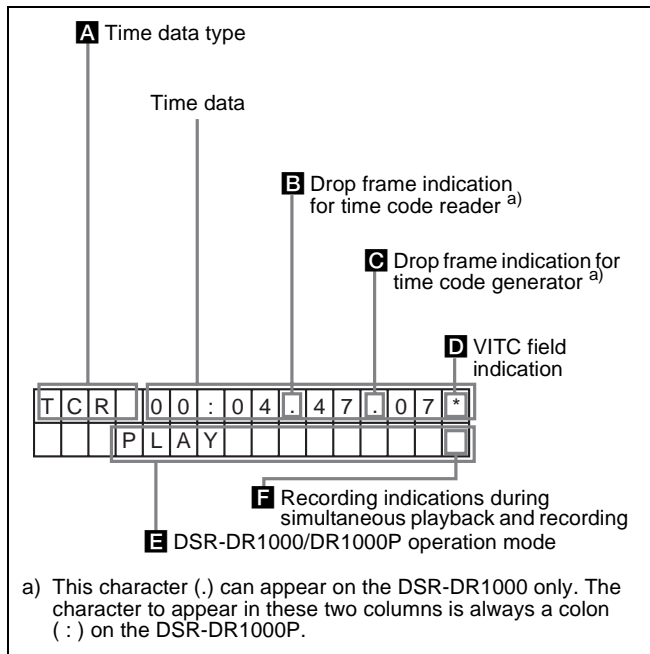 A Time data type
Time data
B Drop frame indication
for time code reader a)
C Drop frame indication for
time code generator a)
D VITC field
indication
T C R 0 0 : 0 4 . 4 7 . 0 7 *
P L A Y
F Recording indications during
simultaneous playback and recording
E DSR-DR1000/DR1000P operation mode
a) This character (.) can appear on the DSR-DR1000 only. The
character to appear in these two columns is always a colon
( : ) on the DSR-DR1000P.